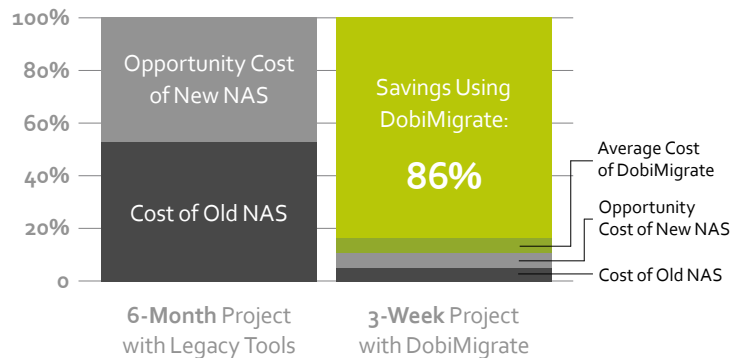 100%
80%
60%
40%
20%
0
Opportunity Cost
of New NAS
Cost of Old NAS
Savings Using
DobiMigrate:
86%
Average Cost
of DobiMigrate
Opportunity
Cost of New NAS
Cost of Old NAS
6-Month Project
with Legacy Tools
3-Week Project
with DobiMigrate